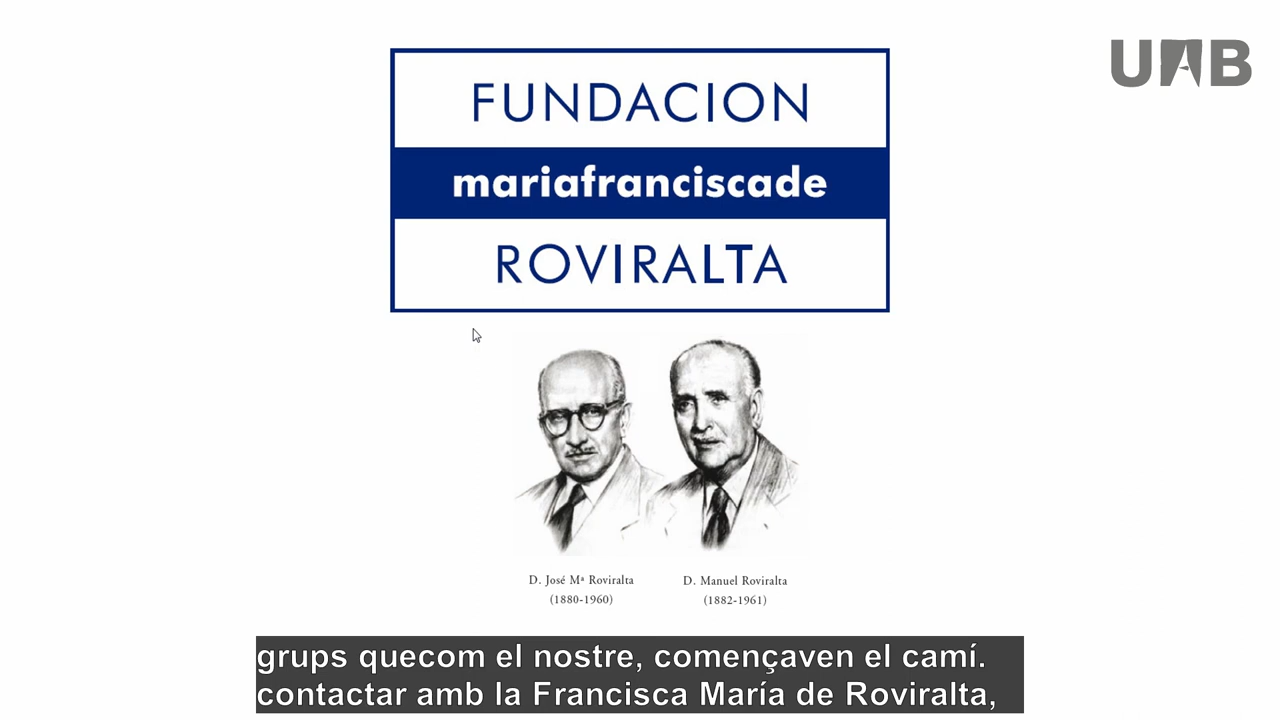 UAB
FUNDACION
mariafranciscade
ROVIRALTA
D. José Mª Roviralta
(1880-1960)
D. Manuel Roviralta
(1882-1961)
grups quecom el nostre, començaven el camí.
contactar amb la Francisca María de Roviralta,